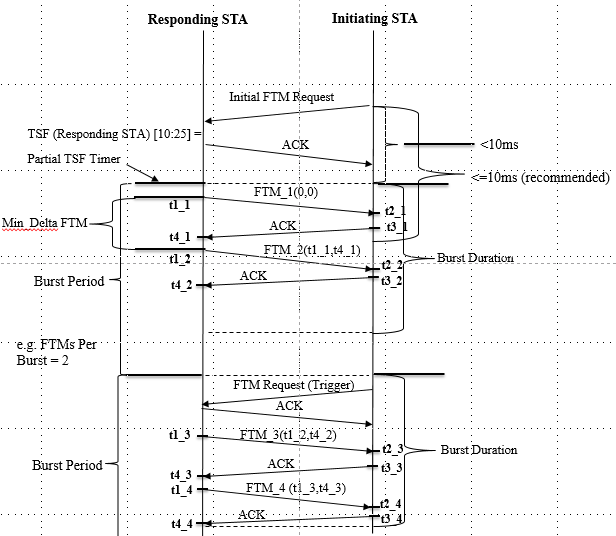 Responding STA
Initiating STA
Initial FTM Request
TSF (Responding STA) [10:25] =
ACK
<10ms
Partial TSF Timer
<=10ms (recommended)
FTM_1(0,0)
t1_1
t2_1
Min_Delta FTM
ACK
t3_1
t4_1
FTM_2(t1_1,t4_1)
t1_2
Burst Duration
t2_2
Burst Period
ACK
t3_2
t4_2
e.g. FTMs Per
Burst = 2
FTM Request (Trigger)
ACK
t1_3
FTM_3(t1_2,t4_2)
t2_3
Burst Duration
Burst Period
ACK
t3_3
t4_3
t1_4
FTM_4 (t1_3,t4_3)
t2_4
ACK
t3_4
t4_4